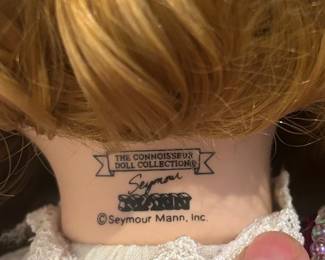 THE CONNOISSEUR
DOLL COLLECTION®
Seymour
MANN
©Seymour Mann, Inc.